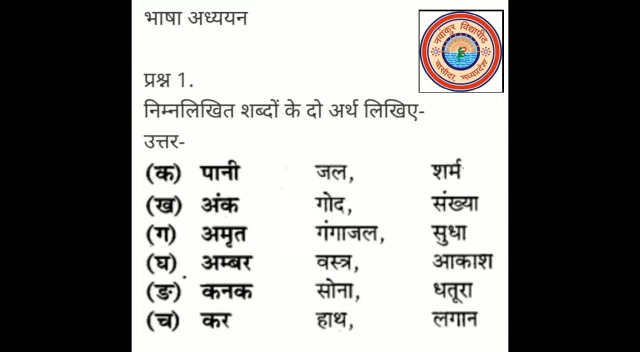 भाषा अध्ययन
नवांकुर विद्यापीठ
प्रश्न 1.
निम्नलिखित शब्दों के दो अर्थ लिखिए-
उत्तर-
(क) पानी जल, शर्म
(ख) अंक गोद, संख्या
(ग) अमृत गंगाजल, सुधा
(घ) अम्बर वस्त्र, आकाश
(ङ) कनक सोना, धतूरा
(च) कर हाथ, लगान